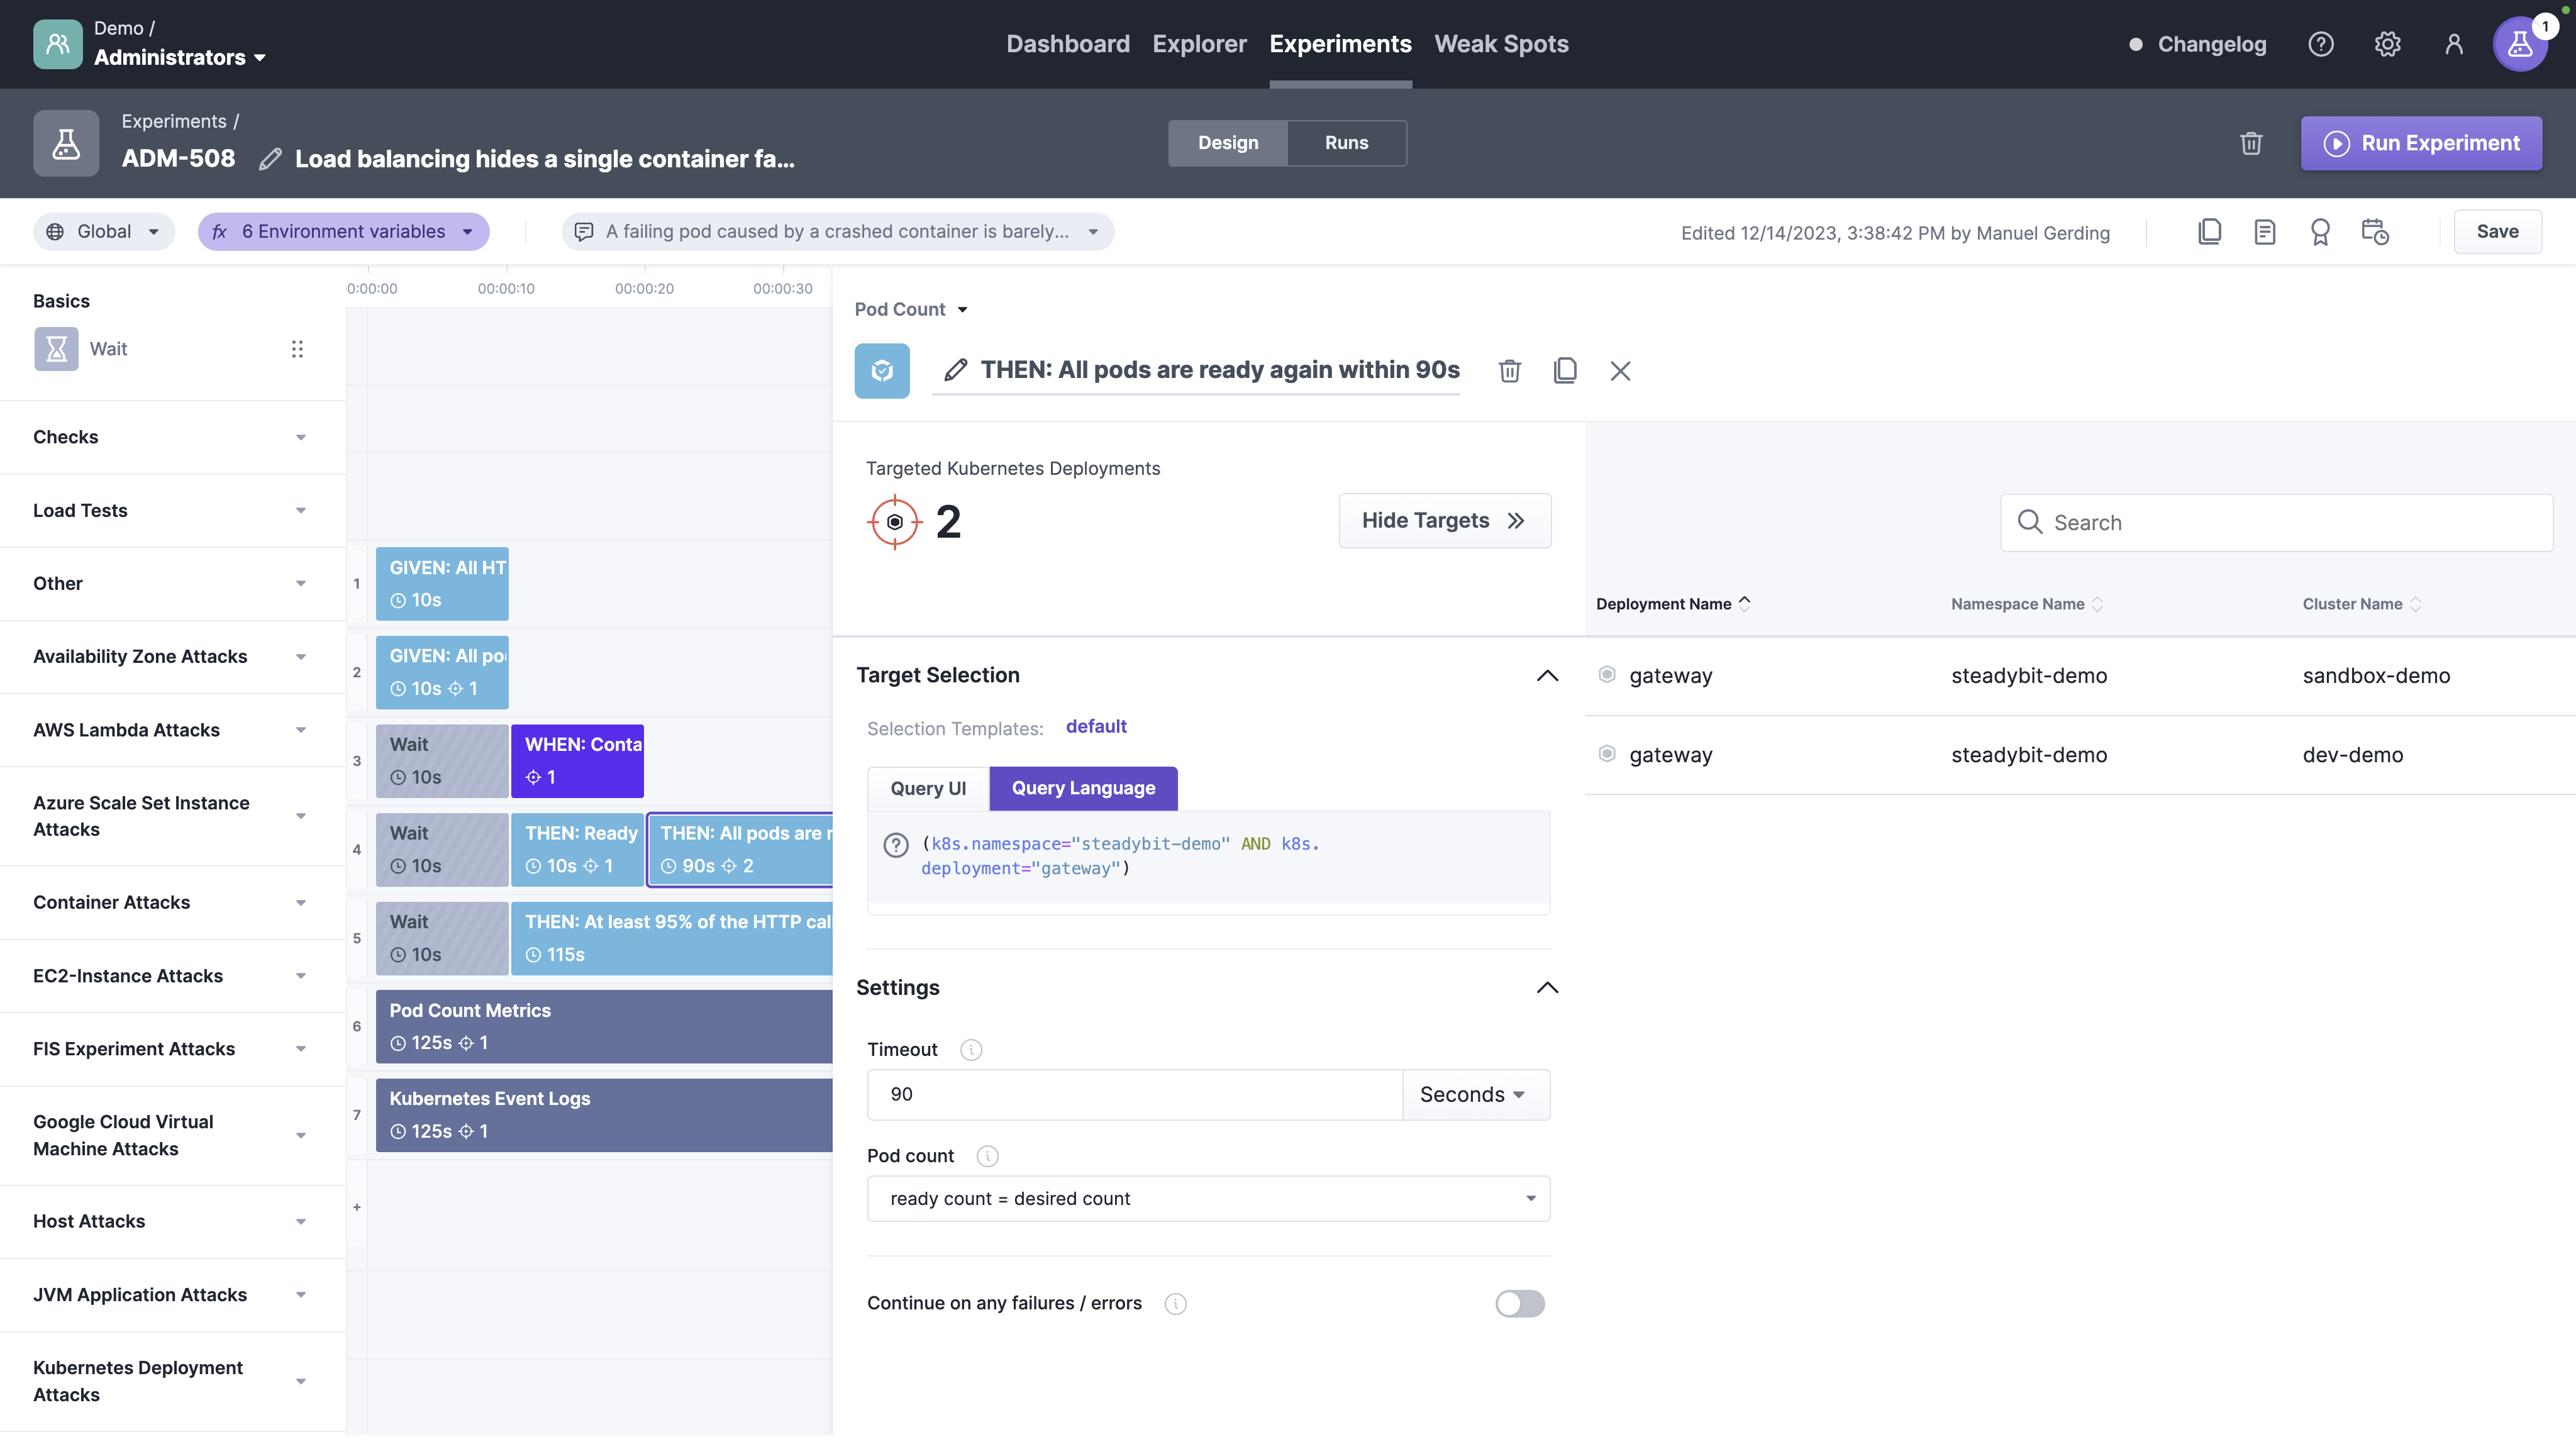 Demo /
Administrators
Dashboard
Explorer
Experiments
Weak Spots
Changelog
1
Experiments /
ADM-508
Load balancing hides a single container fa...
Design
Runs
Run Experiment
Global
fx 6 Environment variables
A failing pod caused by a crashed container is barely...
Edited 12/14/2023, 3:38:42 PM by Manuel Gerding
Save
Basics
Wait
Checks
Load Tests
Other
Availability Zone Attacks
AWS Lambda Attacks
Azure Scale Set Instance
Attacks
Container Attacks
EC2-Instance Attacks
FIS Experiment Attacks
Google Cloud Virtual
Machine Attacks
Host Attacks
JVM Application Attacks
Kubernetes Deployment
Attacks
0:00:00
00:00:10
00:00:20
00:00:30
1
GIVEN: All HT
10s
2
GIVEN: All po
10s 1
3
Wait
10s
WHEN: Conta
1
4
Wait
10s
THEN: Ready
10s 1
THEN: All pods are r
90s 2
5
Wait
10s
THEN: At least 95% of the HTTP cal
115s
6
Pod Count Metrics
125s 1
7
Kubernetes Event Logs
125s 1
+
Pod Count
THEN: All pods are ready again within 90s
Targeted Kubernetes Deployments
2
Hide Targets
Target Selection
Selection Templates: default
Query UI
Query Language
(k8s.namespace="steadybit-demo" AND k8s.
deployment="gateway")
Settings
Timeout
90
Seconds
Pod count
ready count = desired count
Continue on any failures / errors
Search
Deployment Name
Namespace Name
Cluster Name
gateway
steadybit-demo
sandbox-demo
gateway
steadybit-demo
dev-demo